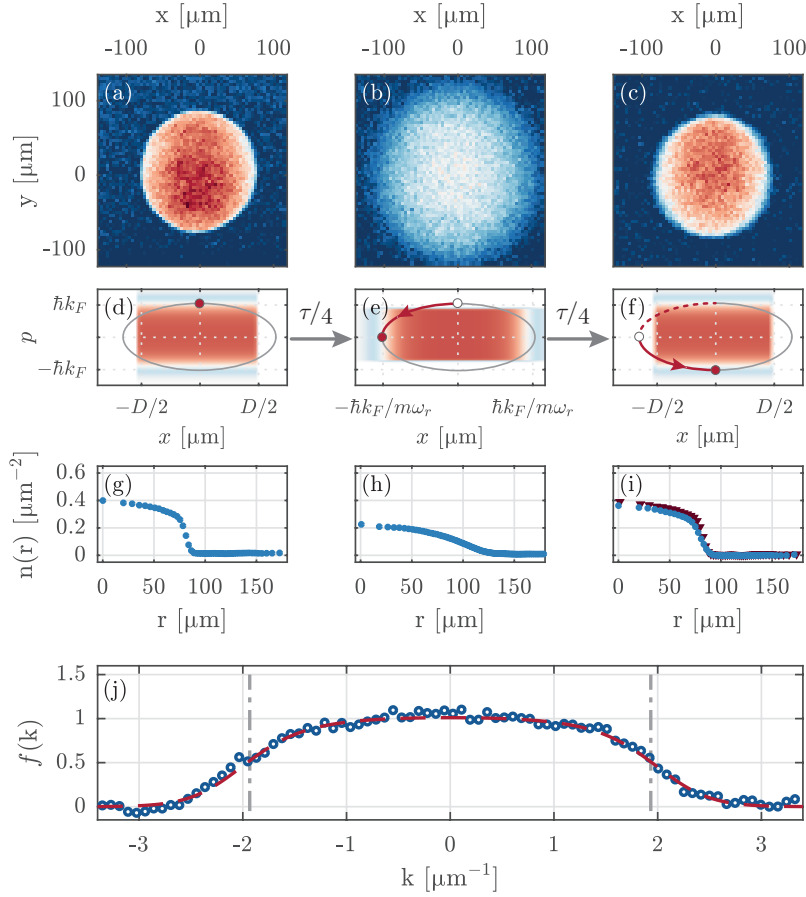 x [μm] x [μm] x [μm]
-100 0 100 -100 0 100 -100 0 100
(a) (b) (c)
y [μm]
100
0
-100
(d) (e) (f)
p
ħk_F
−ħk_F
τ/4 τ/4
−D/2 D/2 −ħk_F/mω_r ħk_F/mω_r −D/2 D/2
x [μm] x [μm] x [μm]
(g) (h) (i)
n(r) [μm⁻²]
0.6
0.4
0.2
0
0 50 100 150 0 50 100 150 0 50 100 150
r [μm] r [μm] r [μm]
(j)
f(k)
1.5
1
0.5
0
-3 -2 -1 0 1 2 3
k [μm⁻¹]